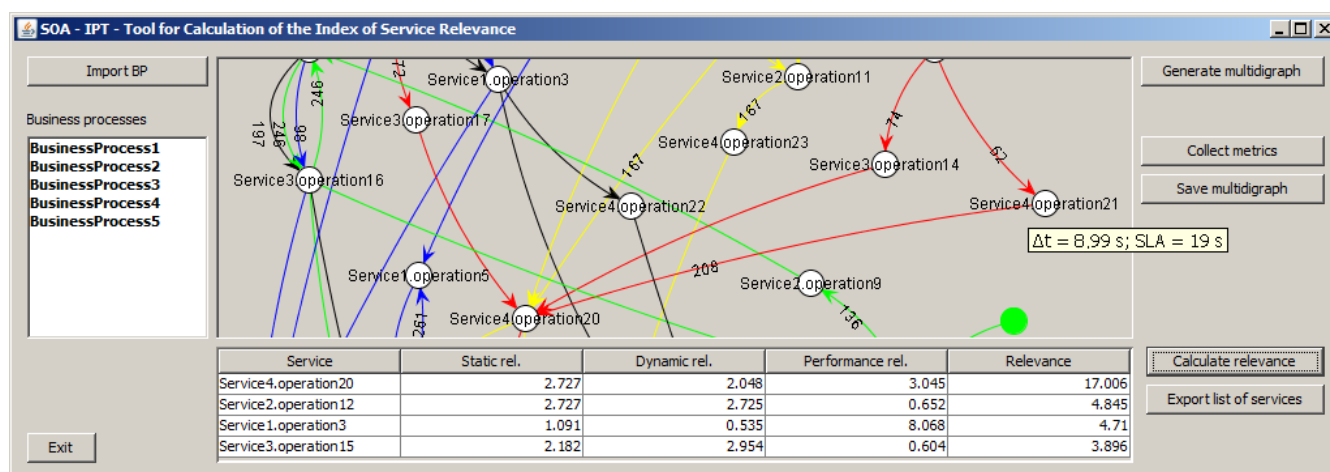 SOA - IPT - Tool for Calculation of the Index of Service Relevance
Import BP
Business processes
BusinessProcess1
BusinessProcess2
BusinessProcess3
BusinessProcess4
BusinessProcess5
Exit
Service1.operation3
Service2.operation11
72
246
197
246
98
Service3.operation17
167
Service4.operation23
74
62
Service3.operation14
167
Service3.operation16
Service4.operation22
Service4.operation21
Δt = 8,99 s; SLA = 19 s
208
Service1.operation5
Service2.operation9
261
Service4.operation20
136
Generate multidigraph
Collect metrics
Save multidigraph
Calculate relevance
Export list of services
Service Static rel. Dynamic rel. Performance rel. Relevance
Service4.operation20 2.727 2.048 3.045 17.006
Service2.operation12 2.727 2.725 0.652 4.845
Service1.operation3 1.091 0.535 8.068 4.71
Service3.operation15 2.182 2.954 0.604 3.896